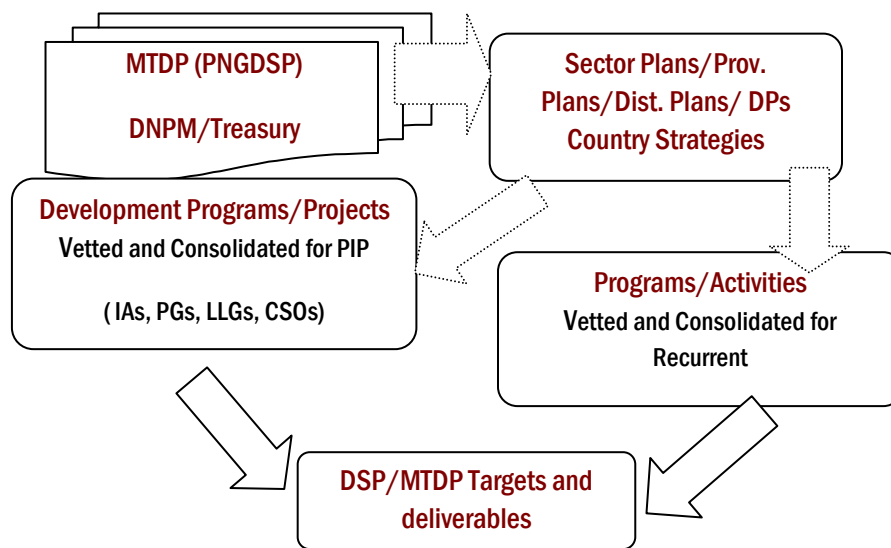 MTDP (PNGDSP)
DNPM/Treasury
Sector Plans/Prov.
Plans/Dist. Plans/ DPs
Country Strategies
Development Programs/Projects
Vetted and Consolidated for PIP
( IAs, PGs, LLGs, CSOs)
Programs/Activities
Vetted and Consolidated for
Recurrent
DSP/MTDP Targets and
deliverables